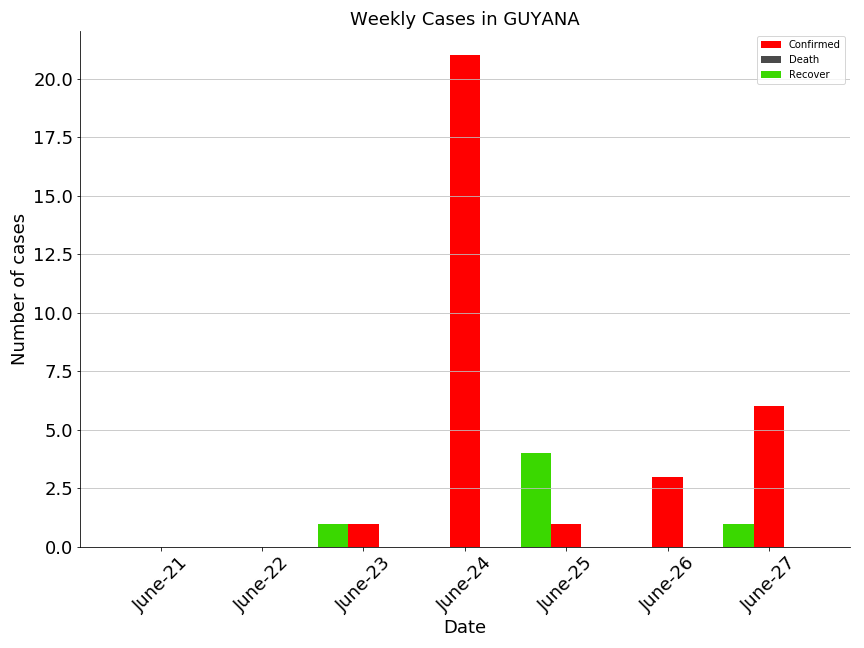 Weekly Cases in GUYANA
Confirmed
Death
Recover
Number of cases
20.0
17.5
15.0
12.5
10.0
7.5
5.0
2.5
0.0
June-21
June-22
June-23
June-24
June-25
June-26
June-27
Date